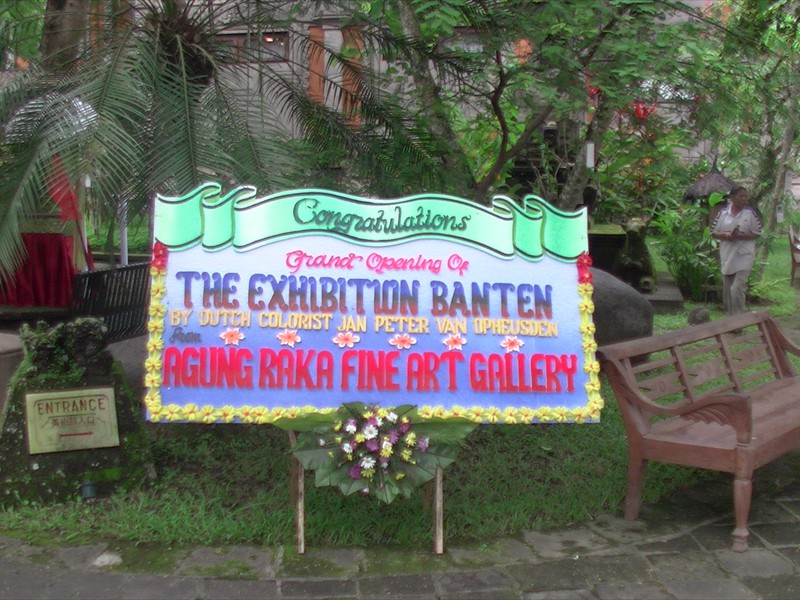 Congratulations
Grand Opening Of
THE EXHIBITION BANTEN
BY DUTCH COLORIST JAN PETER VAN OPHEUSDEN
from
AGUNG RAKA FINE ART GALLERY
ENTRANCE